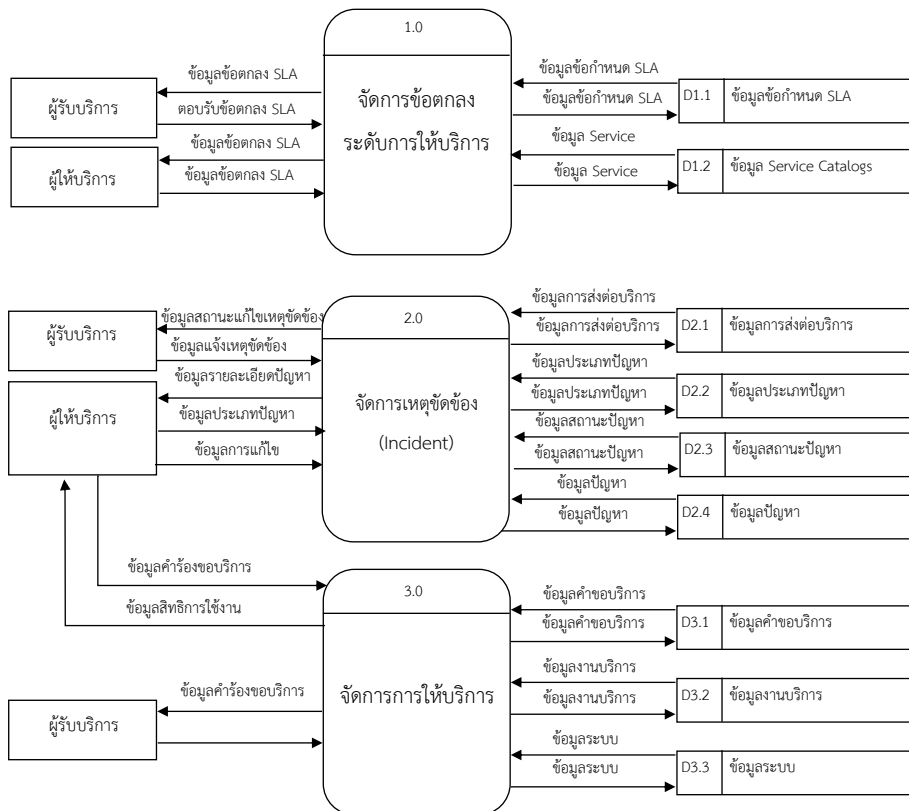 1.0
ข้อมูลข้อตกลง SLA
ผู้รับบริการ
ตอบรับข้อตกลง SLA
ข้อมูลข้อตกลง SLA
ผู้ให้บริการ
ข้อมูลข้อตกลง SLA
จัดการข้อตกลง
ระดับการให้บริการ
ข้อมูลข้อกำหนด SLA
ข้อมูลข้อกำหนด SLA
D1.1 ข้อมูลข้อกำหนด SLA
ข้อมูล Service
ข้อมูล Service
D1.2 ข้อมูล Service Catalogs
2.0
ข้อมูลสถานะแก้ไขเหตุขัดข้อง
ผู้รับบริการ
ข้อมูลแจ้งเหตุขัดข้อง
ข้อมูลรายละเอียดปัญหา
ผู้ให้บริการ
ข้อมูลประเภทปัญหา
ข้อมูลการแก้ไข
จัดการเหตุขัดข้อง
(Incident)
ข้อมูลการส่งต่อบริการ
ข้อมูลการส่งต่อบริการ
D2.1 ข้อมูลการส่งต่อบริการ
ข้อมูลประเภทปัญหา
ข้อมูลประเภทปัญหา
D2.2 ข้อมูลประเภทปัญหา
ข้อมูลสถานะปัญหา
ข้อมูลสถานะปัญหา
D2.3 ข้อมูลสถานะปัญหา
ข้อมูลปัญหา
ข้อมูลปัญหา
D2.4 ข้อมูลปัญหา
3.0
ข้อมูลคำร้องขอบริการ
ข้อมูลสิทธิการใช้งาน
ข้อมูลคำร้องขอบริการ
ผู้รับบริการ
จัดการการให้บริการ
ข้อมูลคำขอบริการ
ข้อมูลคำขอบริการ
D3.1 ข้อมูลคำขอบริการ
ข้อมูลงานบริการ
ข้อมูลงานบริการ
D3.2 ข้อมูลงานบริการ
ข้อมูลระบบ
ข้อมูลระบบ
D3.3 ข้อมูลระบบ